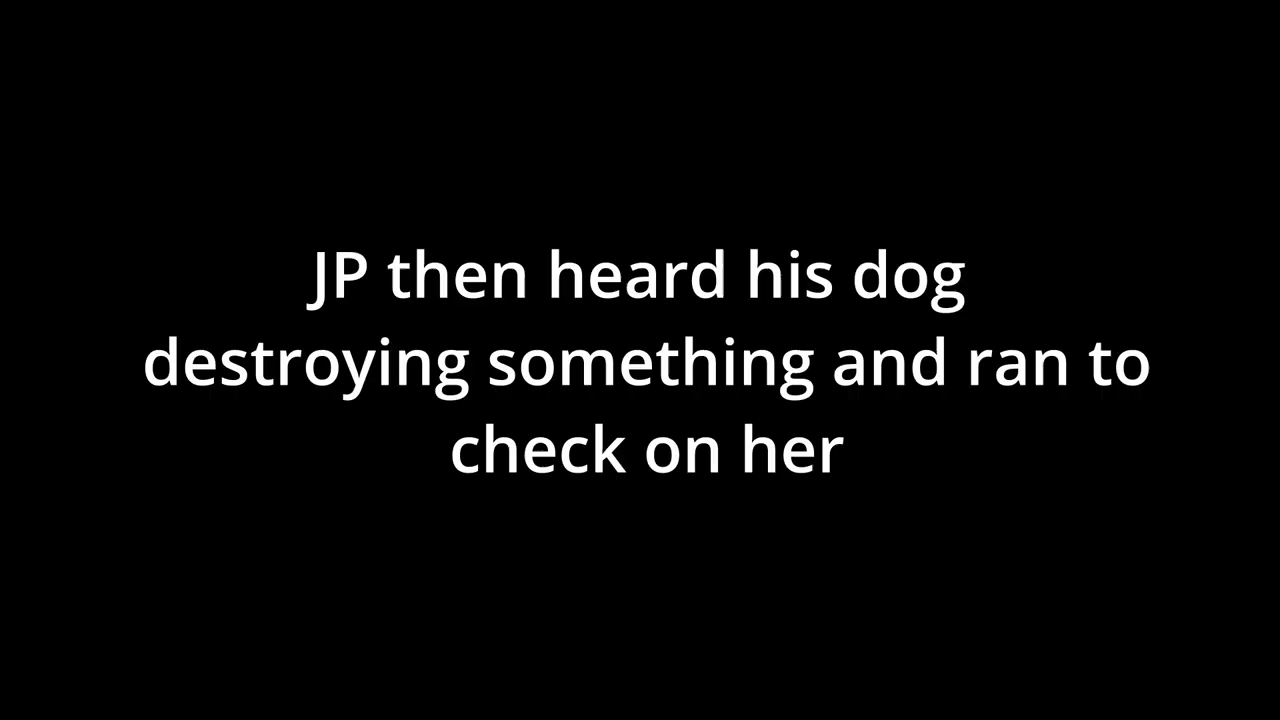 JP then heard his dog
destroying something and ran to
check on her